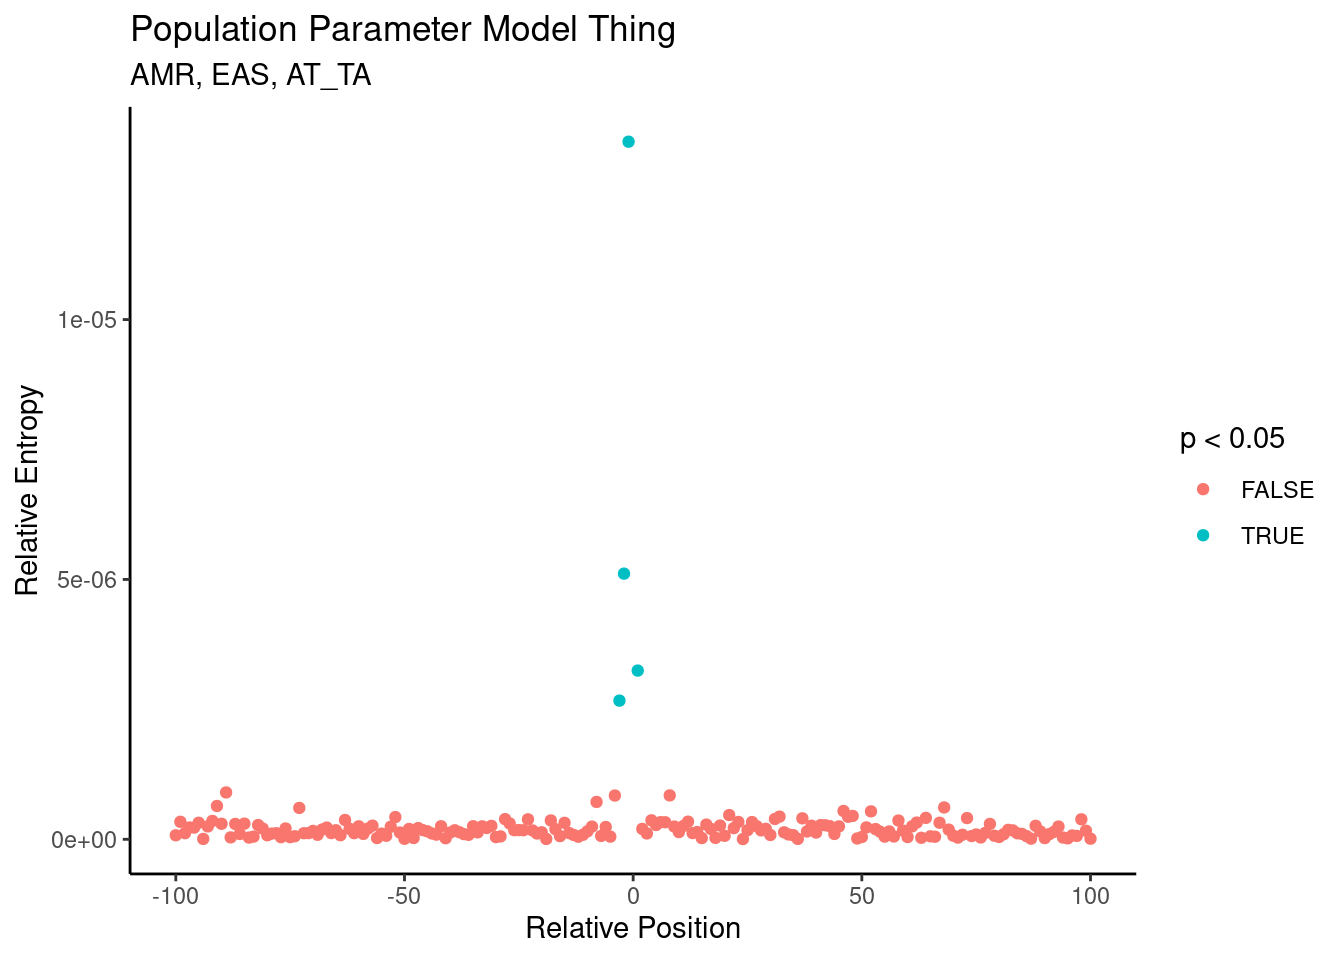 Population Parameter Model Thing
AMR, EAS, AT_TA
1e-05
5e-06
0e+00
Relative Entropy
-100
-50
0
50
100
Relative Position
p < 0.05
FALSE
TRUE